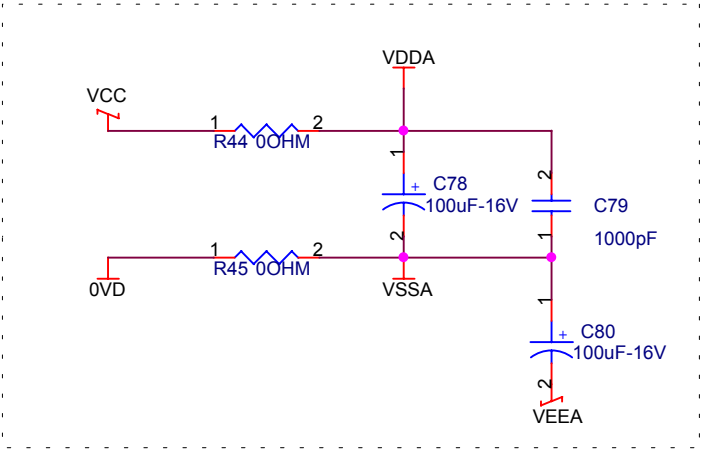 VDDA
VCC
1 2
R44 0OHM
1
2
C78
100uF-16V
2
C79
1000pF
1
1 2
R45 0OHM
0VD
VSSA
1
C80
100uF-16V
2
VEEA